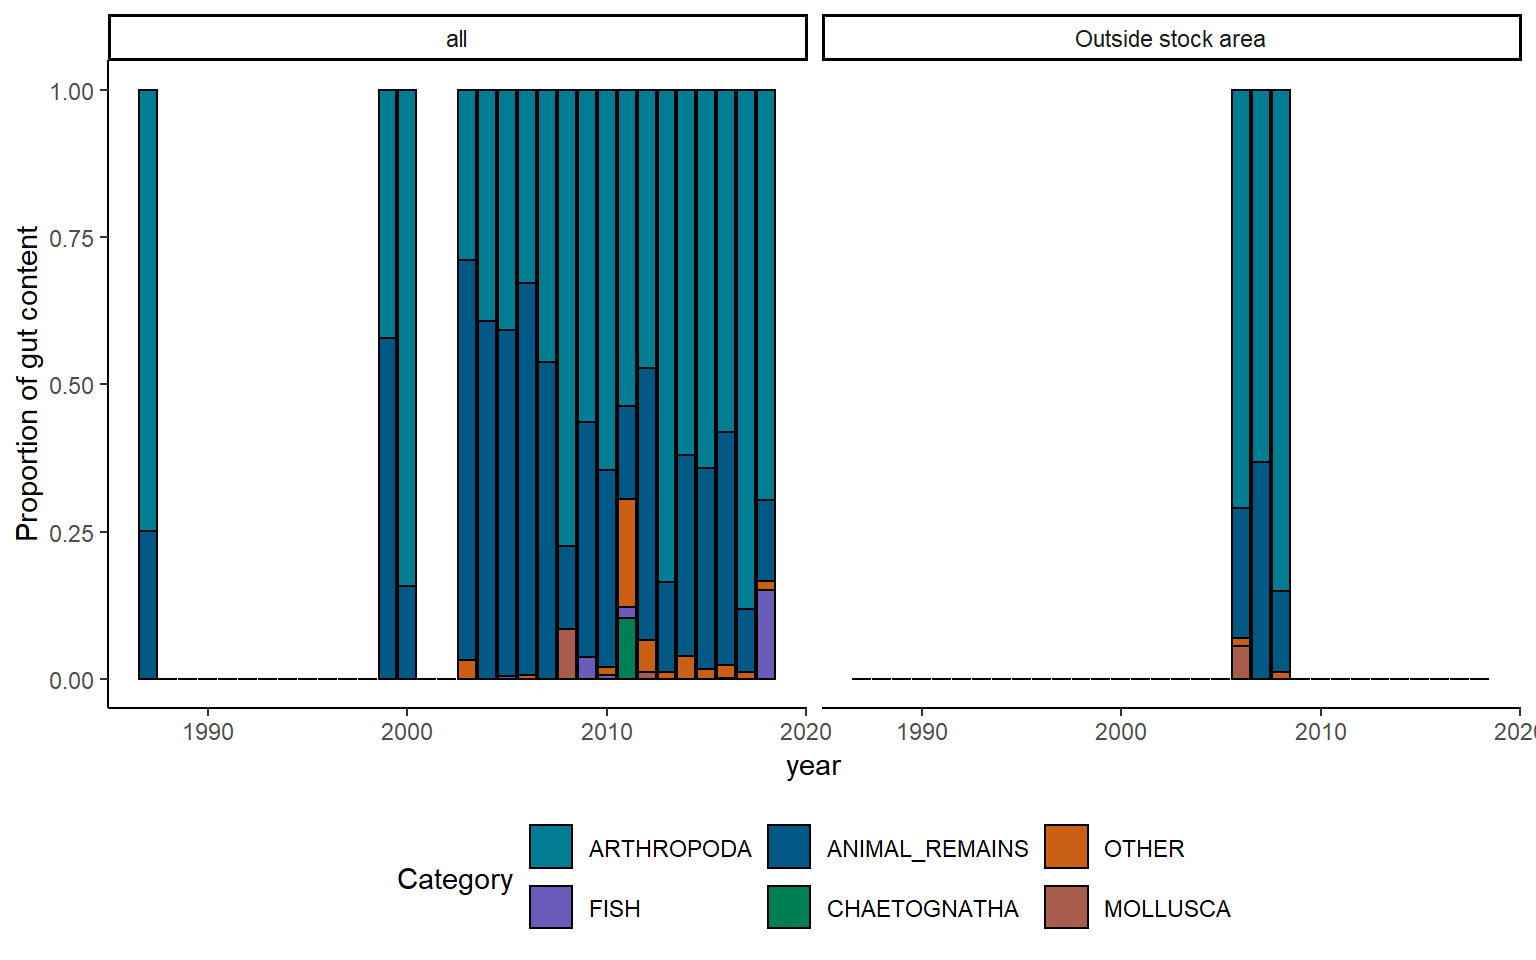 all
Outside stock area
Proportion of gut content
1.00
0.75
0.50
0.25
0.00
1990 2000 2010 2020
1990 2000 2010 202
year
Category
ARTHROPODA ANIMAL_REMAINS OTHER
FISH CHAETOGNATHA MOLLUSCA